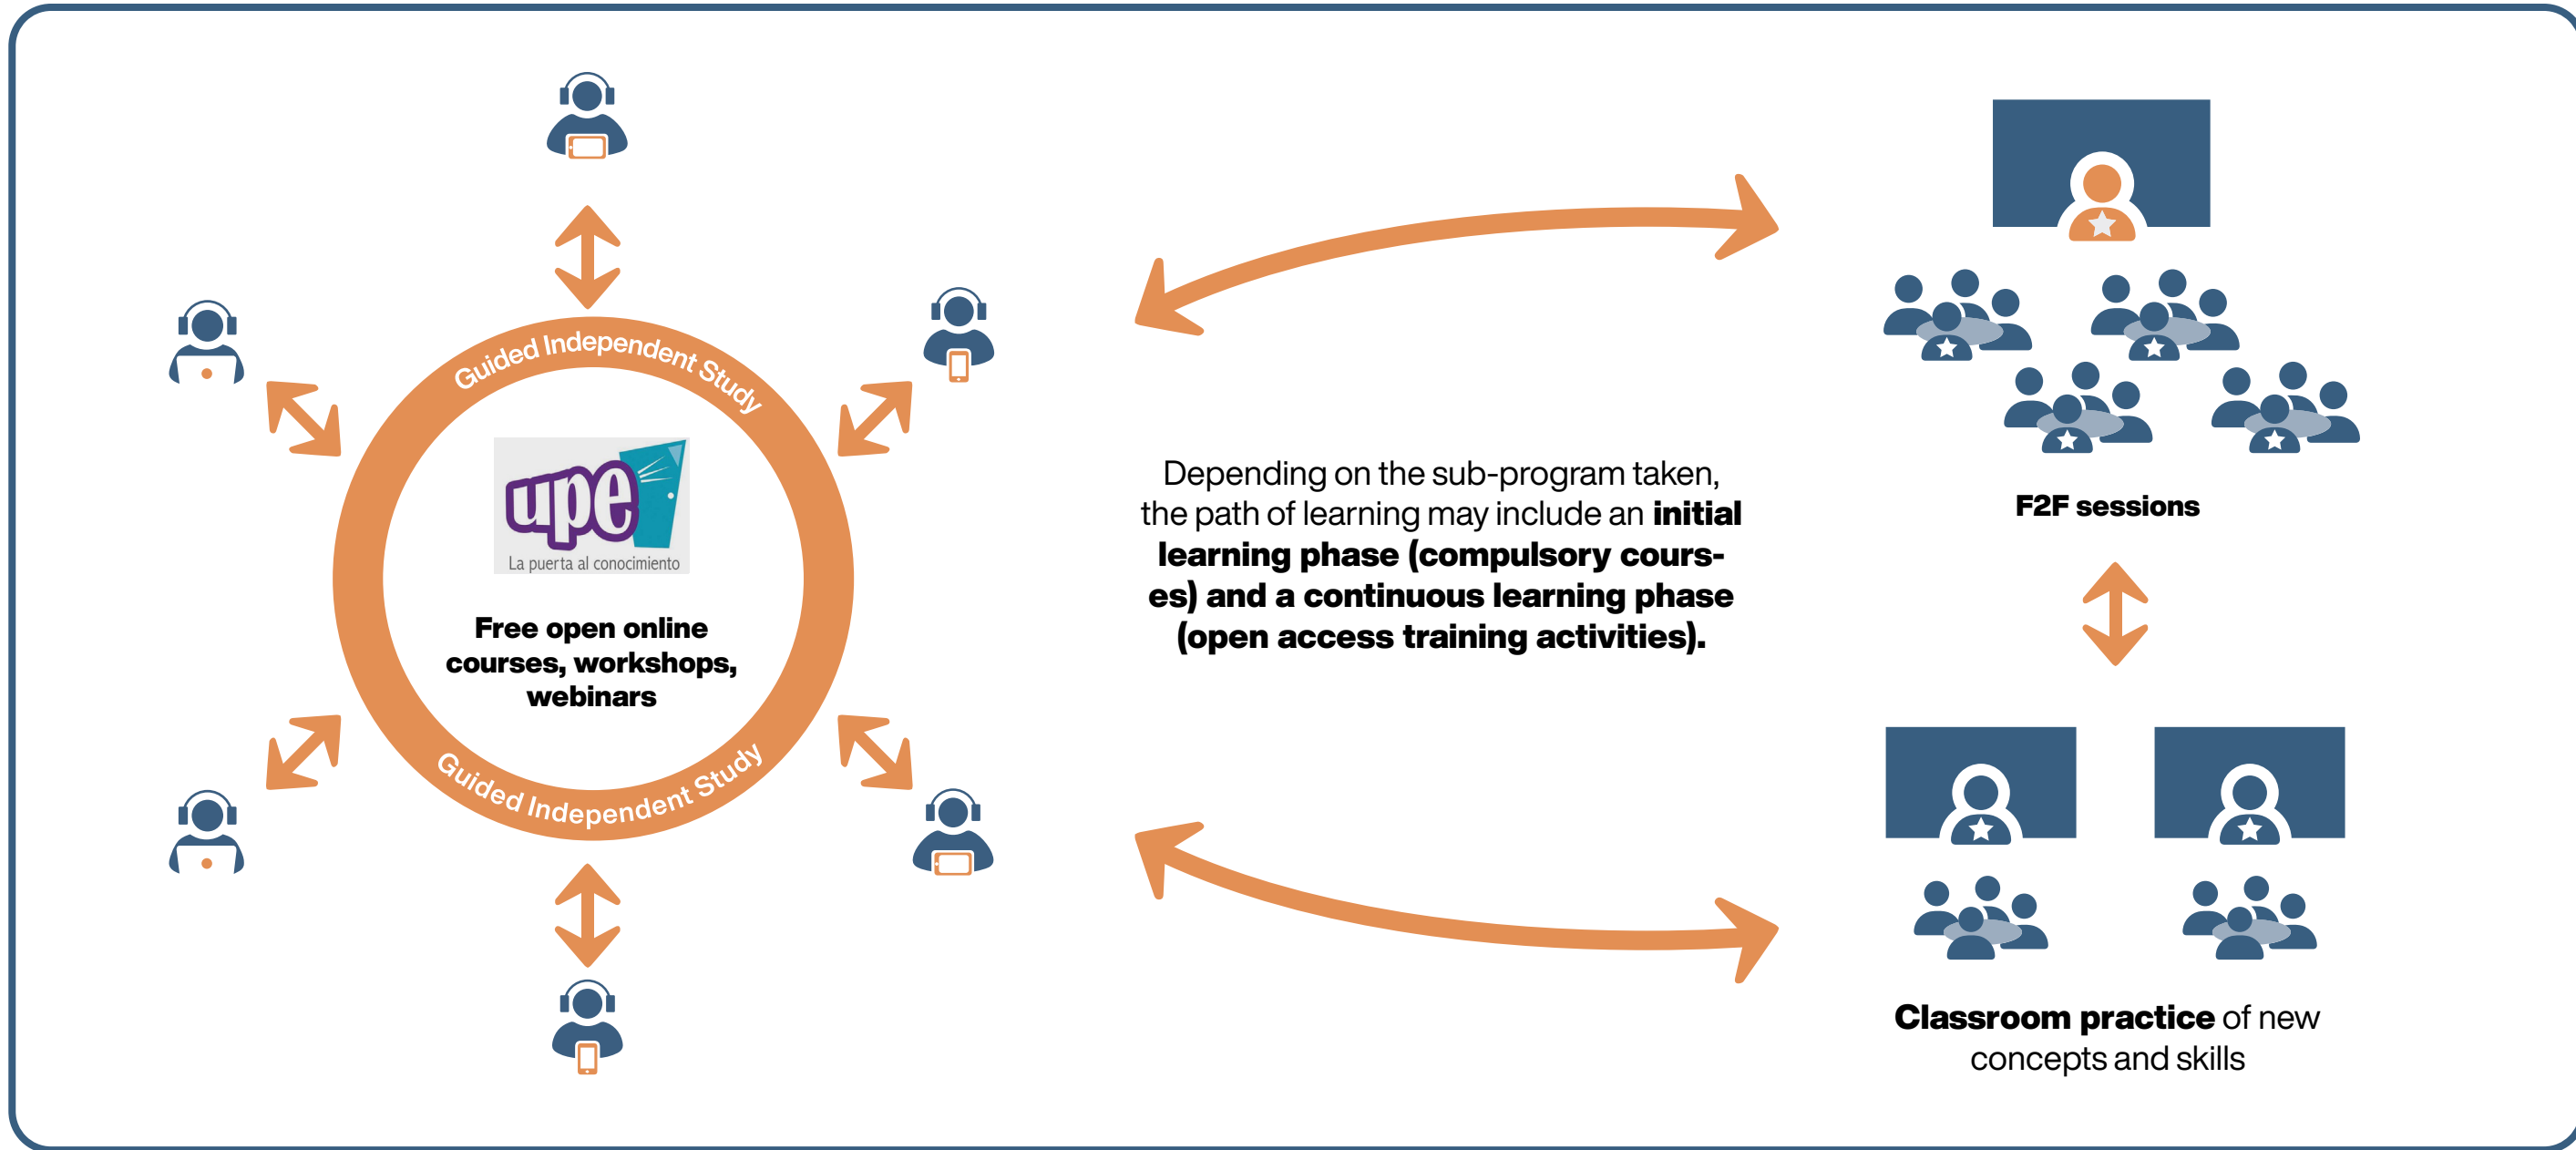 Guided Independent Study
upe
La puerta al conocimiento
Free open online
courses, workshops,
webinars
Guided Independent Study
Depending on the sub-program taken,
the path of learning may include an initial
learning phase (compulsory cours-
es) and a continuous learning phase
(open access training activities).
F2F sessions
Classroom practice of new
concepts and skills